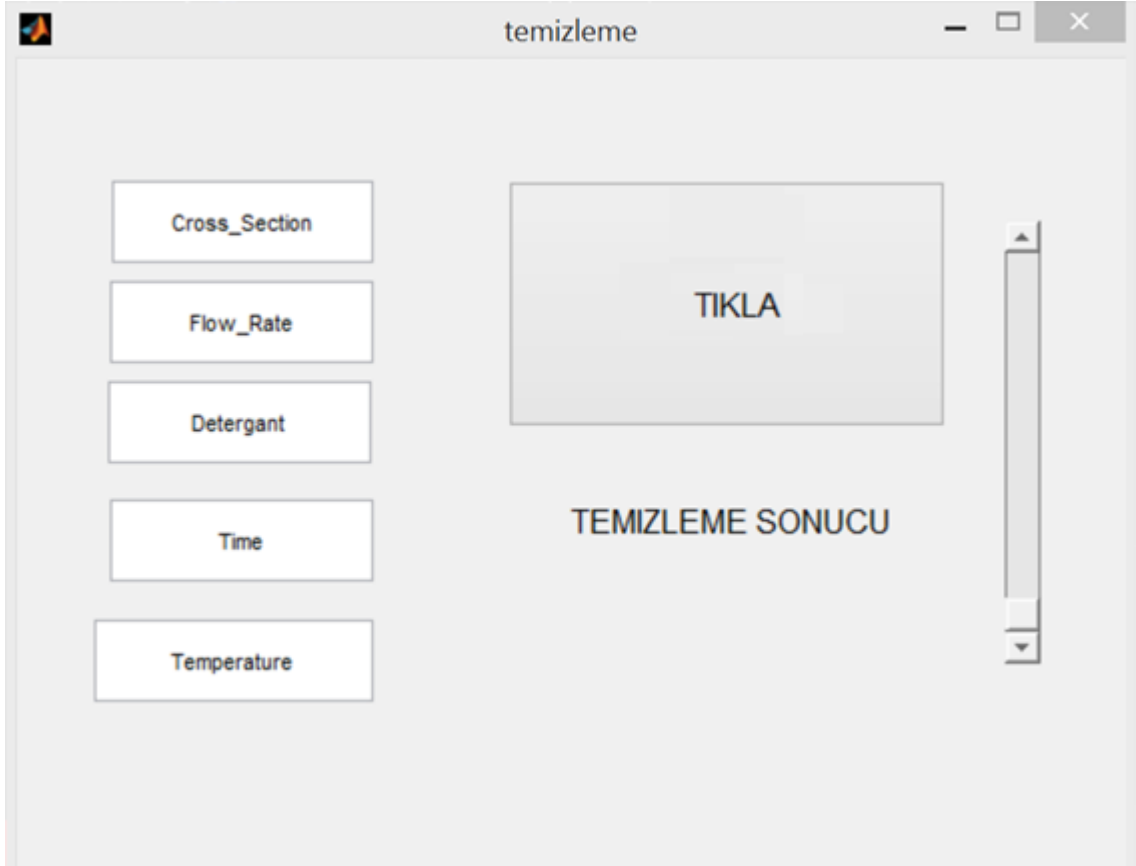 temizleme
Cross_Section
Flow_Rate
Detergant
Time
Temperature
TIKLA
TEMIZLEME SONUCU